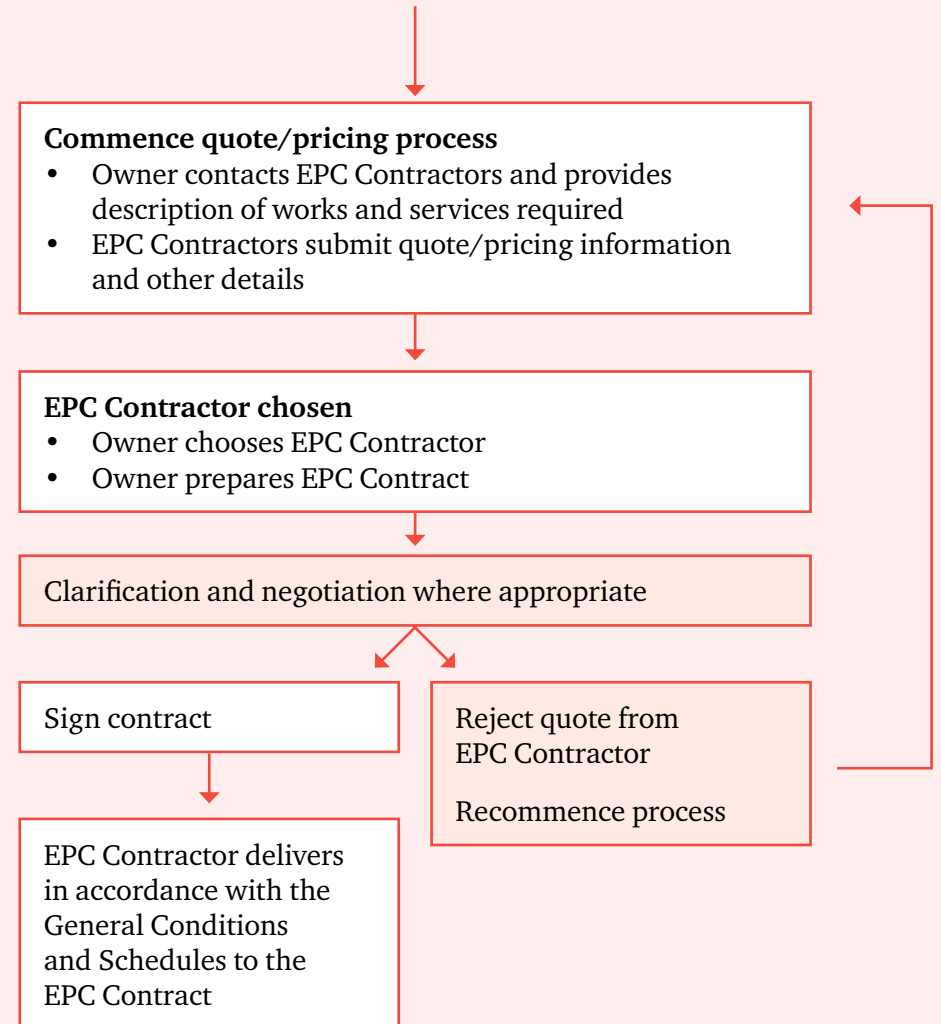 Commence quote/pricing process
• Owner contacts EPC Contractors and provides
description of works and services required
• EPC Contractors submit quote/pricing information
and other details
EPC Contractor chosen
• Owner chooses EPC Contractor
• Owner prepares EPC Contract
Clarification and negotiation where appropriate
Sign contract
Reject quote from
EPC Contractor
Recommence process
EPC Contractor delivers
in accordance with the
General Conditions
and Schedules to the
EPC Contract